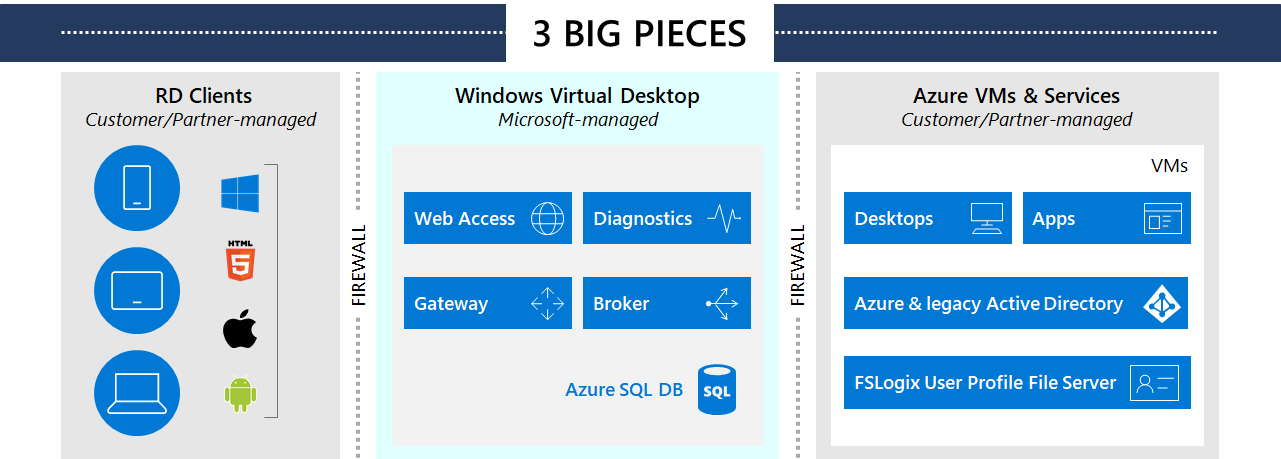 3 BIG PIECES
RD Clients
Customer/Partner-managed
HTML
5
FIREWALL
Windows Virtual Desktop
Microsoft-managed
Web Access
Diagnostics
Gateway
Broker
Azure SQL DB
SQL
FIREWALL
Azure VMs & Services
Customer/Partner-managed
VMs
Desktops
Apps
Azure & legacy Active Directory
FSLogix User Profile File Server